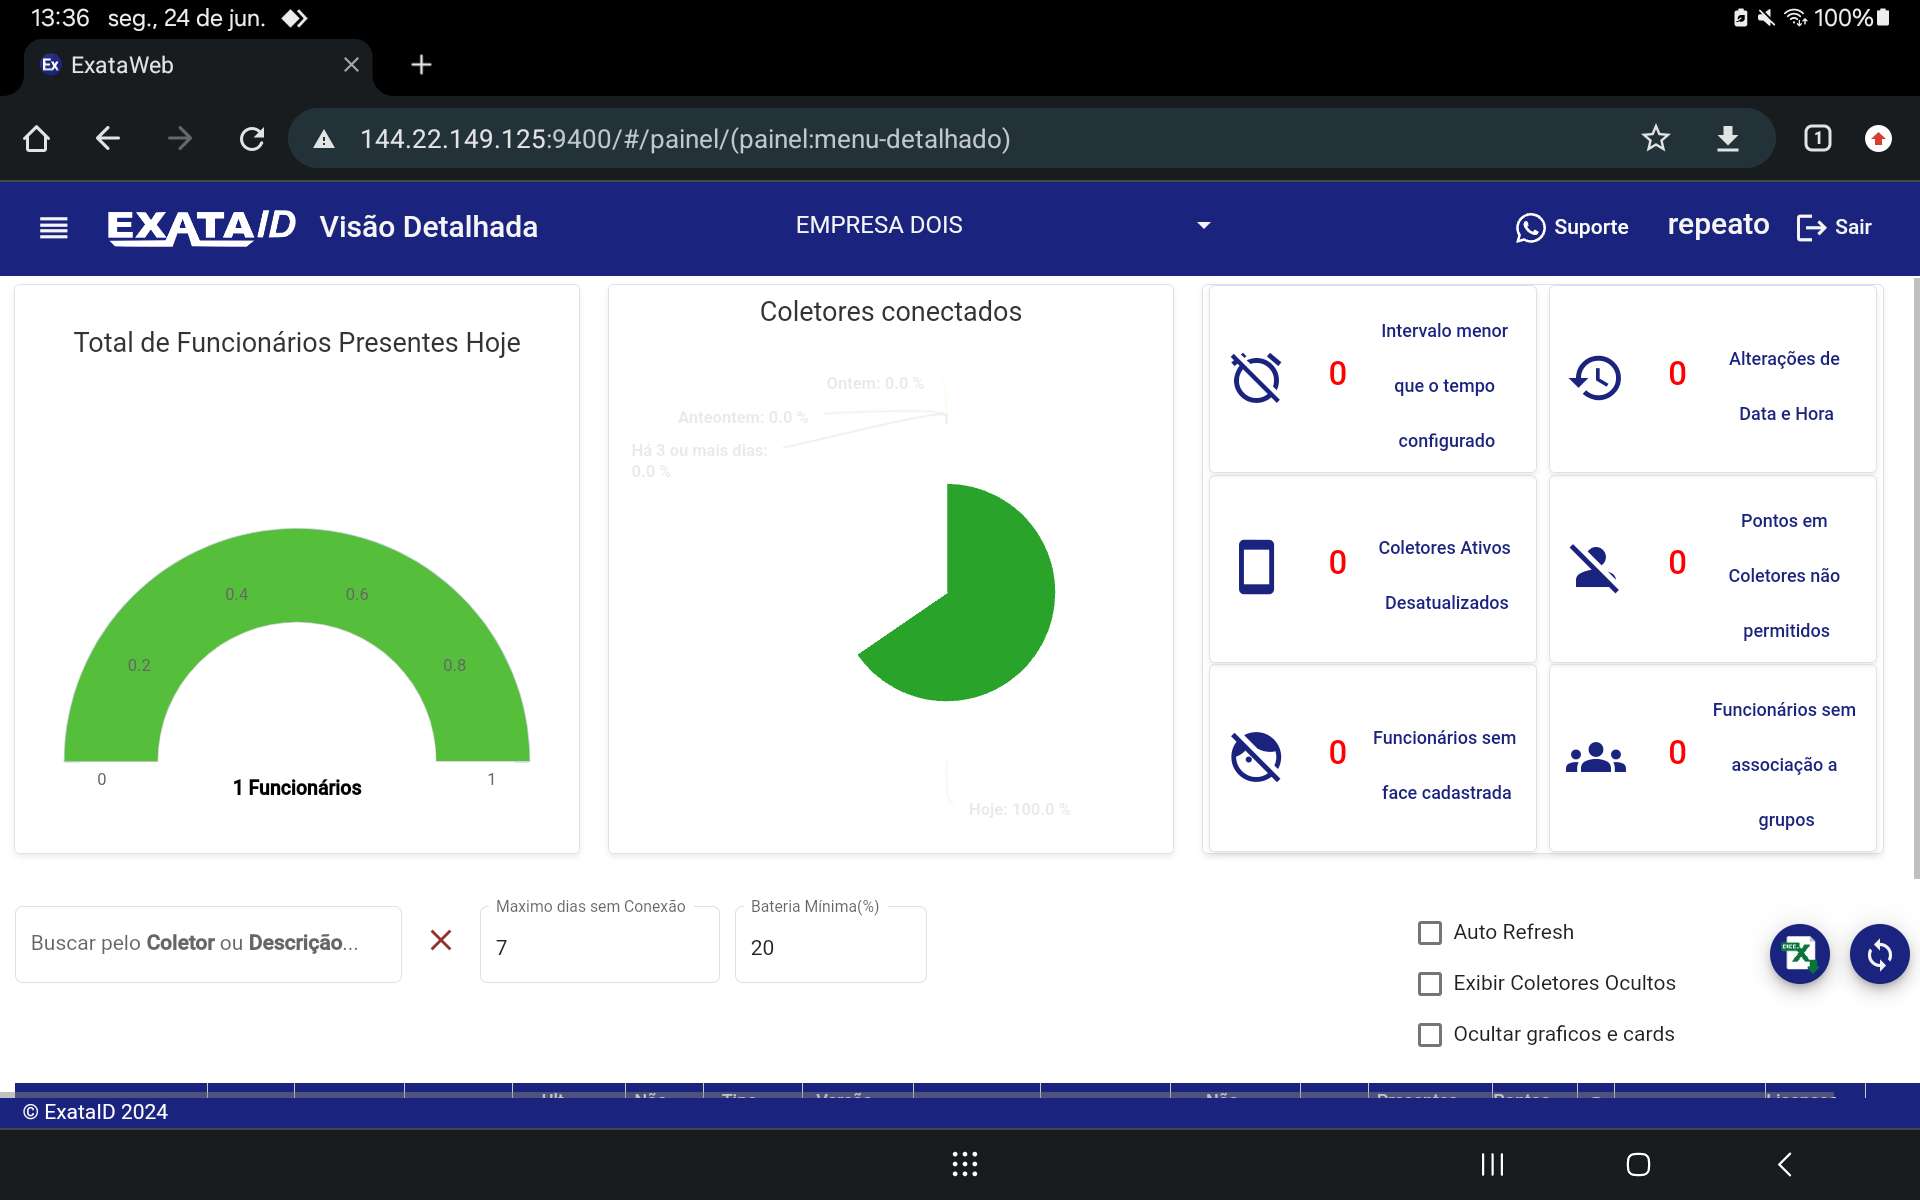 13:36 seg., 24 de jun. 100%
Ex ExataWeb
144.22.149.125:9400/#/painel/(painel:menu-detalhado) 1
EXATAID Visão Detalhada EMPRESA DOIS Suporte repeato Sair
Total de Funcionários Presentes Hoje
0
0.2
0.4
0.6
0.8
1
1 Funcionários
Coletores conectados
Ontem: 0.0 %
Anteontem: 0.0 %
Há 3 ou mais dias:
0.0 %
Hoje: 100.0 %
0 Intervalo menor
que o tempo
configurado
0 Alterações de
Data e Hora
0 Coletores Ativos
Desatualizados
0 Pontos em
Coletores não
permitidos
0 Funcionários sem
face cadastrada
0 Funcionários sem
associação a
grupos
Buscar pelo Coletor ou Descrição...
Maximo dias sem Conexão
7
Bateria Mínima(%)
20
Auto Refresh
Exibir Coletores Ocultos
Ocultar graficos e cards
© ExataID 2024